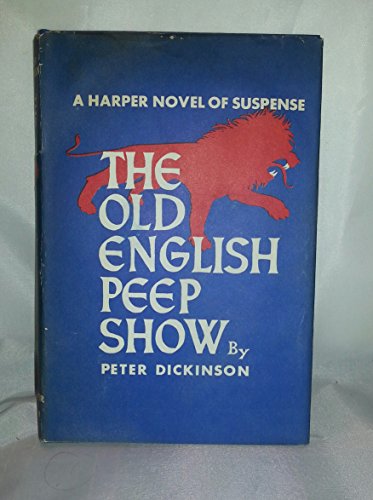 A HARPER NOVEL OF SUSPENSE
THE
OLD
ENGLISH
PEEP
SHOW By
PETER DICKINSON